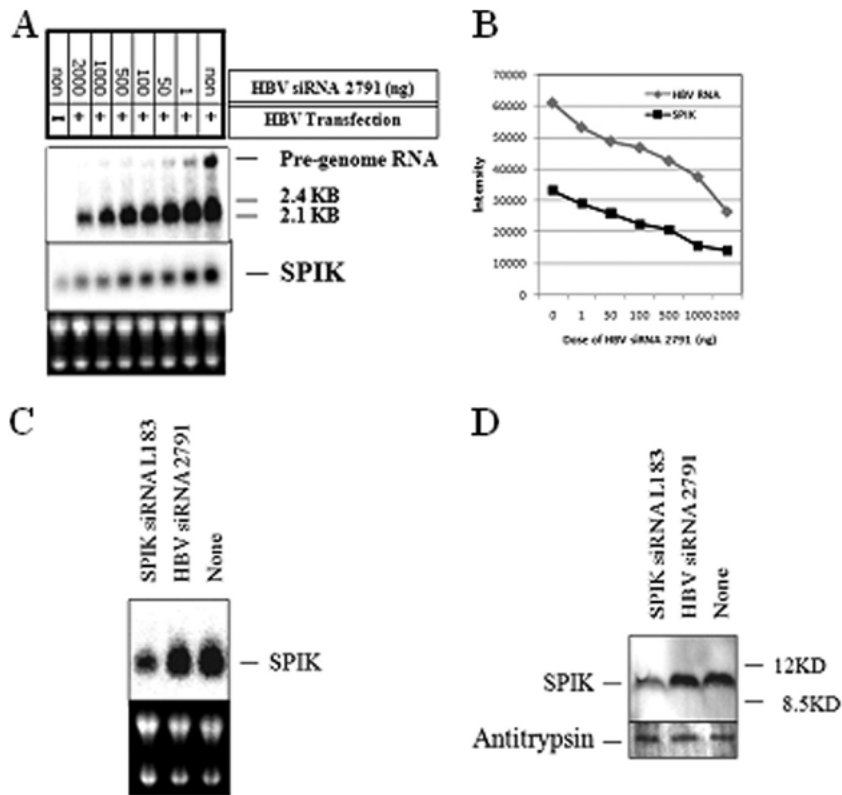 A
non 2000 1000 500 100 50 1 non
HBV siRNA 2791 (ng)
+ + + + + + +
HBV Transfection
Pre-genome RNA
2.4 KB
2.1 KB
SPIK
B
70000
60000
50000
40000
30000
20000
10000
0
HBV RNA
SPIK
Intensity
0 1 50 100 500 1000 2000
Dose of HBV siRNA 2791 (ng)
C
SPIK siRNA L183
HBV siRNA 2791
None
SPIK
D
SPIK siRNA L183
HBV siRNA 2791
None
SPIK
12KD
8.5KD
Antitrypsin